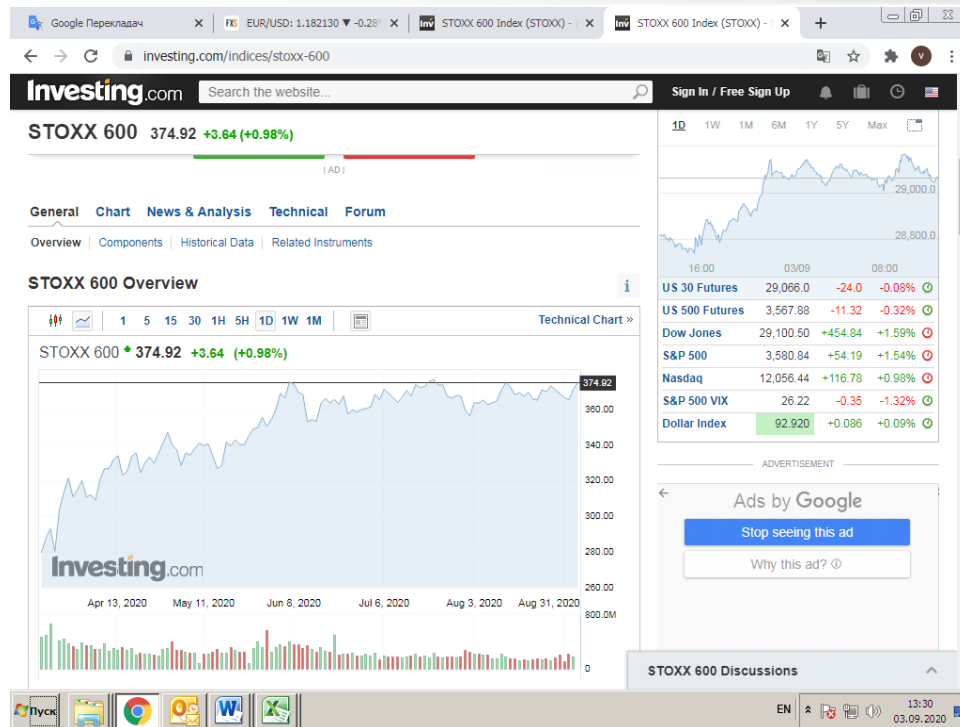 Google Перекладач
EUR/USD: 1.182130 ▼ -0.28%
STOXX 600 Index (STOXX) -
STOXX 600 Index (STOXX) -
investing.com/indices/stoxx-600
V
Investing.com
Search the website...
Sign In / Free Sign Up
STOXX 600 374.92 +3.64 (+0.98%)
| AD |
General Chart News & Analysis Technical Forum
Overview Components Historical Data Related Instruments
STOXX 600 Overview
i
1 5 15 30 1H 5H 1D 1W 1M
Technical Chart »
STOXX 600 374.92 +3.64 (+0.98%)
374.92
360.00
340.00
320.00
300.00
280.00
260.00
Investing.com
Apr 13, 2020 May 11, 2020 Jun 8, 2020 Jul 6, 2020 Aug 3, 2020 Aug 31, 2020
800.0M
0
1D 1W 1M 6M 1Y 5Y Max
29,000.0
28,800.0
16:00 03/09 08:00
US 30 Futures 29,066.0 -24.0 -0.08%
US 500 Futures 3,567.88 -11.32 -0.32%
Dow Jones 29,100.50 +454.84 +1.59%
S&P 500 3,580.84 +54.19 +1.54%
Nasdaq 12,056.44 +116.78 +0.98%
S&P 500 VIX 26.22 -0.35 -1.32%
Dollar Index 92.920 +0.086 +0.09%
ADVERTISEMENT
Ads by Google
Stop seeing this ad
Why this ad?
STOXX 600 Discussions
Пуск
EN
13:30
03.09.2020